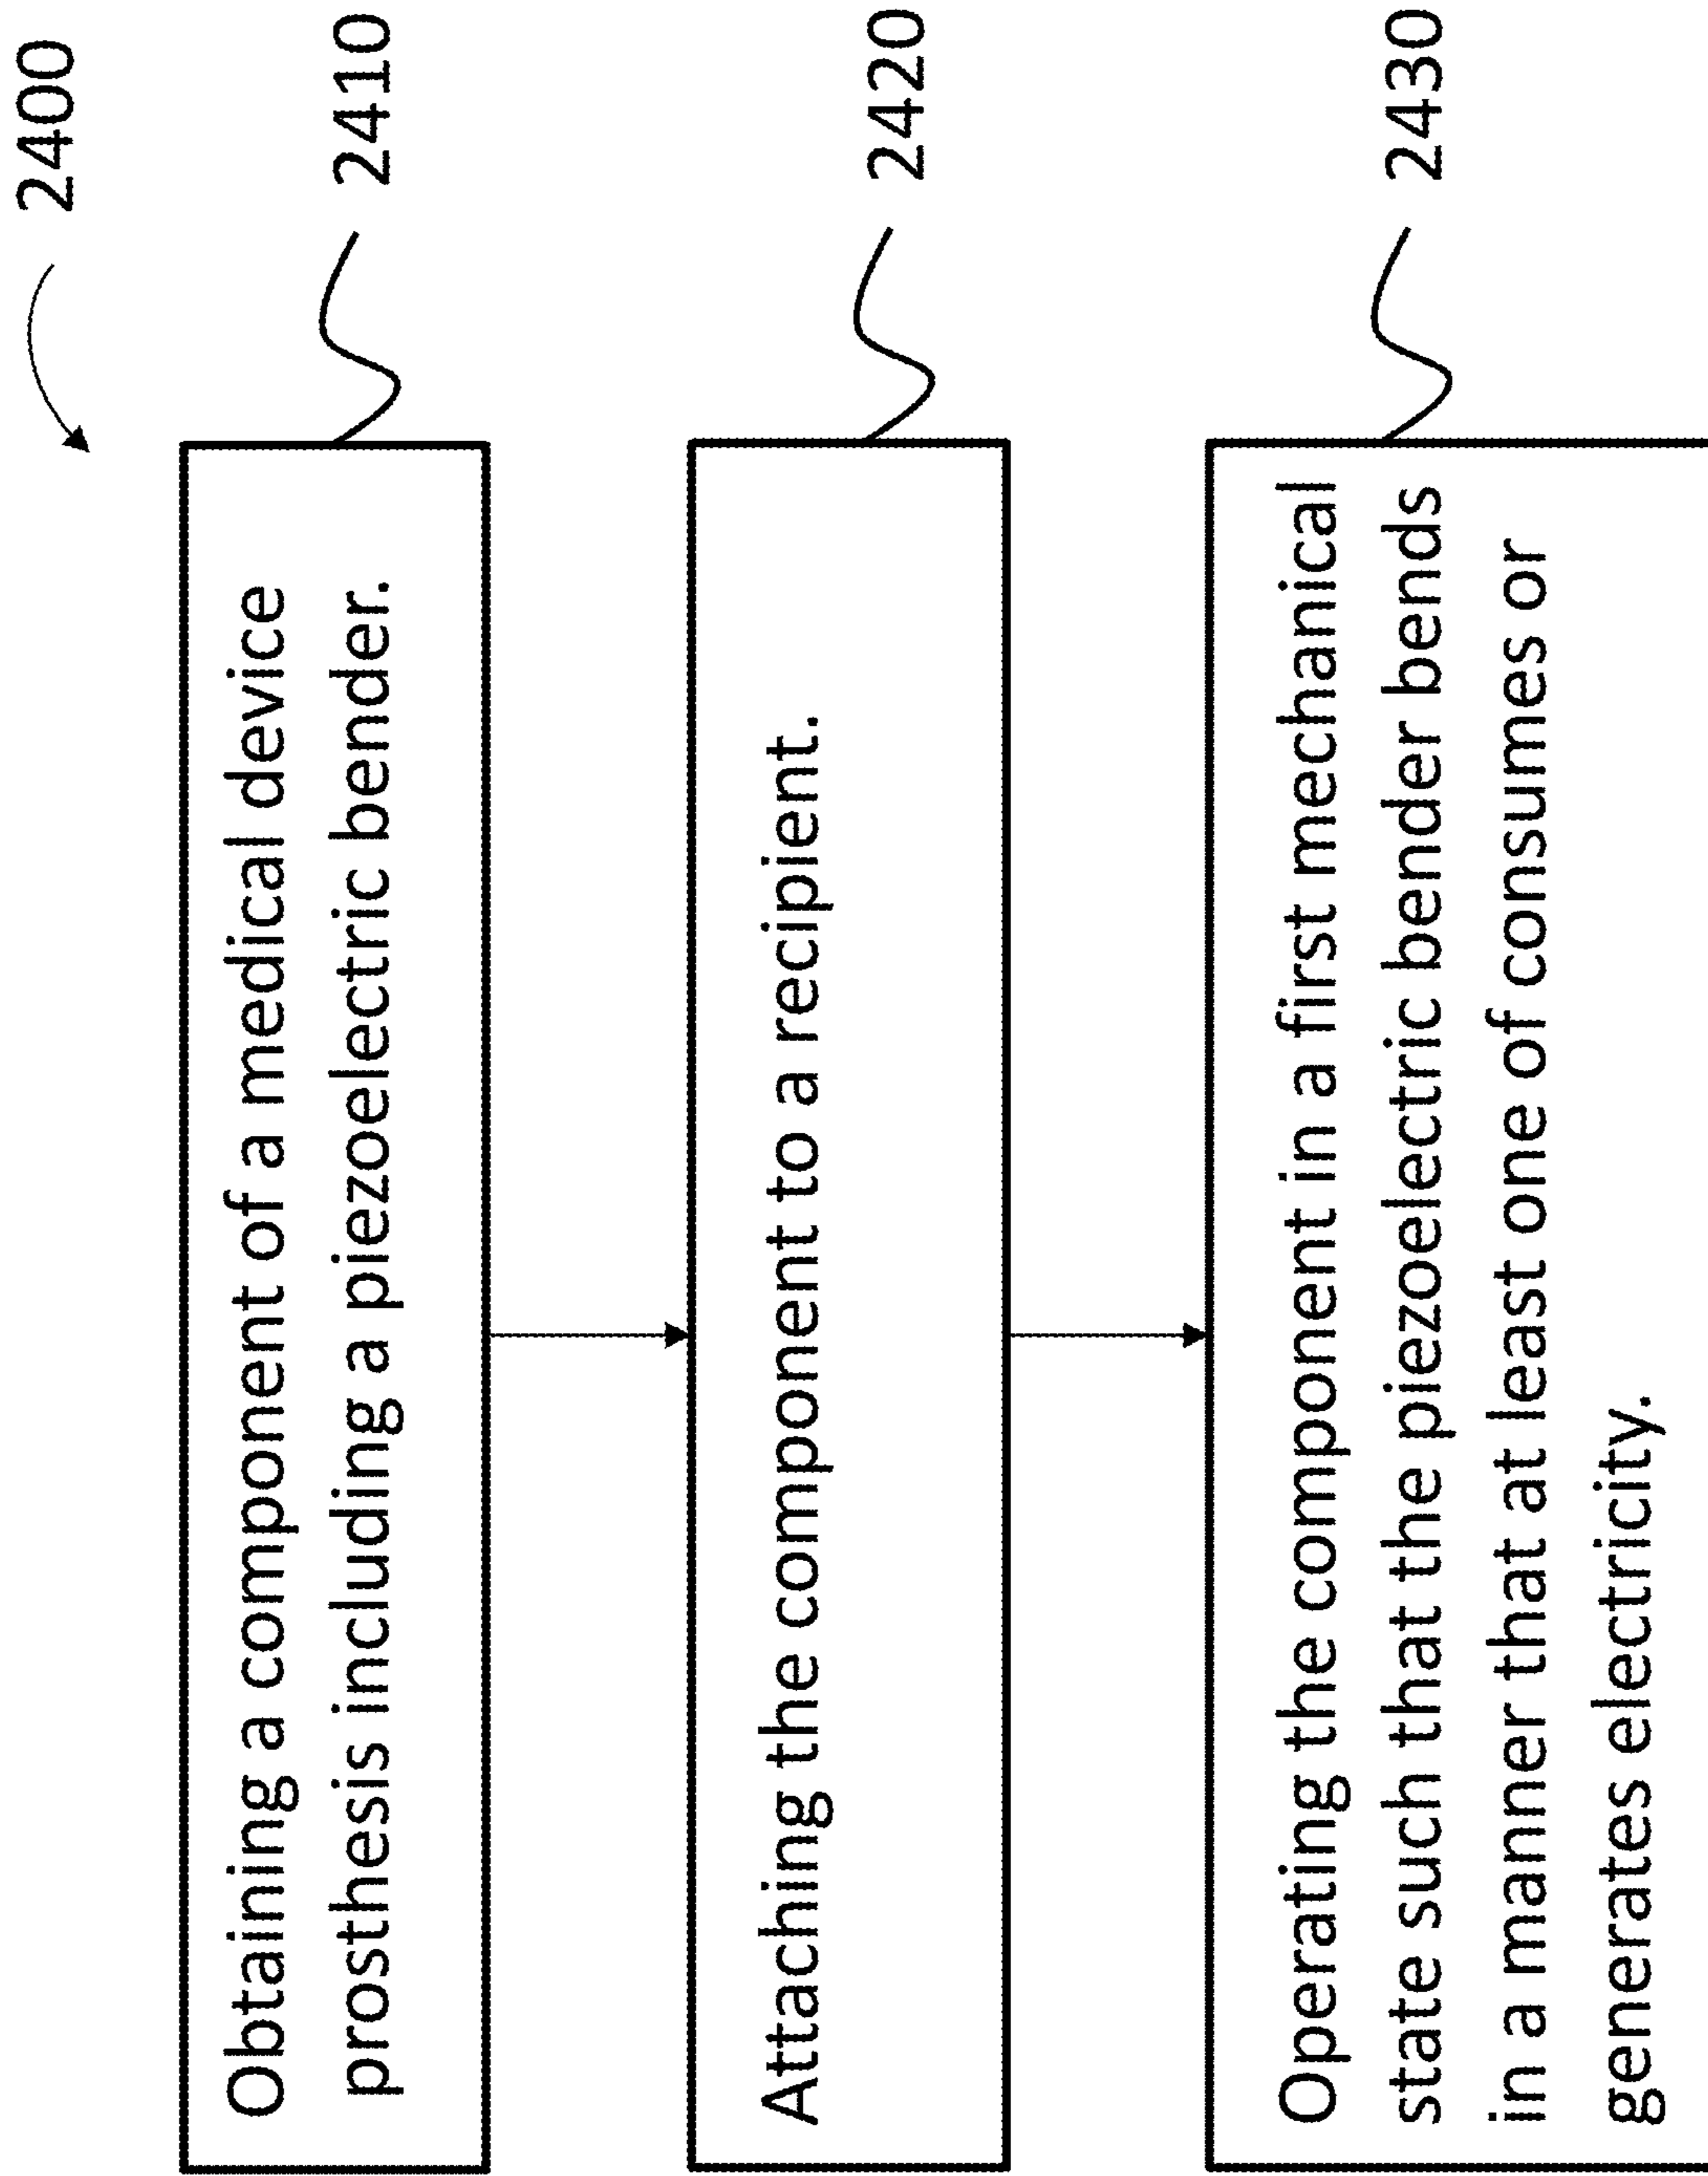 2400
Obtaining a component of a medical device
prosthesis including a piezoelectric bender.
2410
Attaching the component to a recipient.
2420
Operating the component in a first mechanical
state such that the piezoelectric bender bends
in a manner that at least one of consumes or
generates electricity.
2430